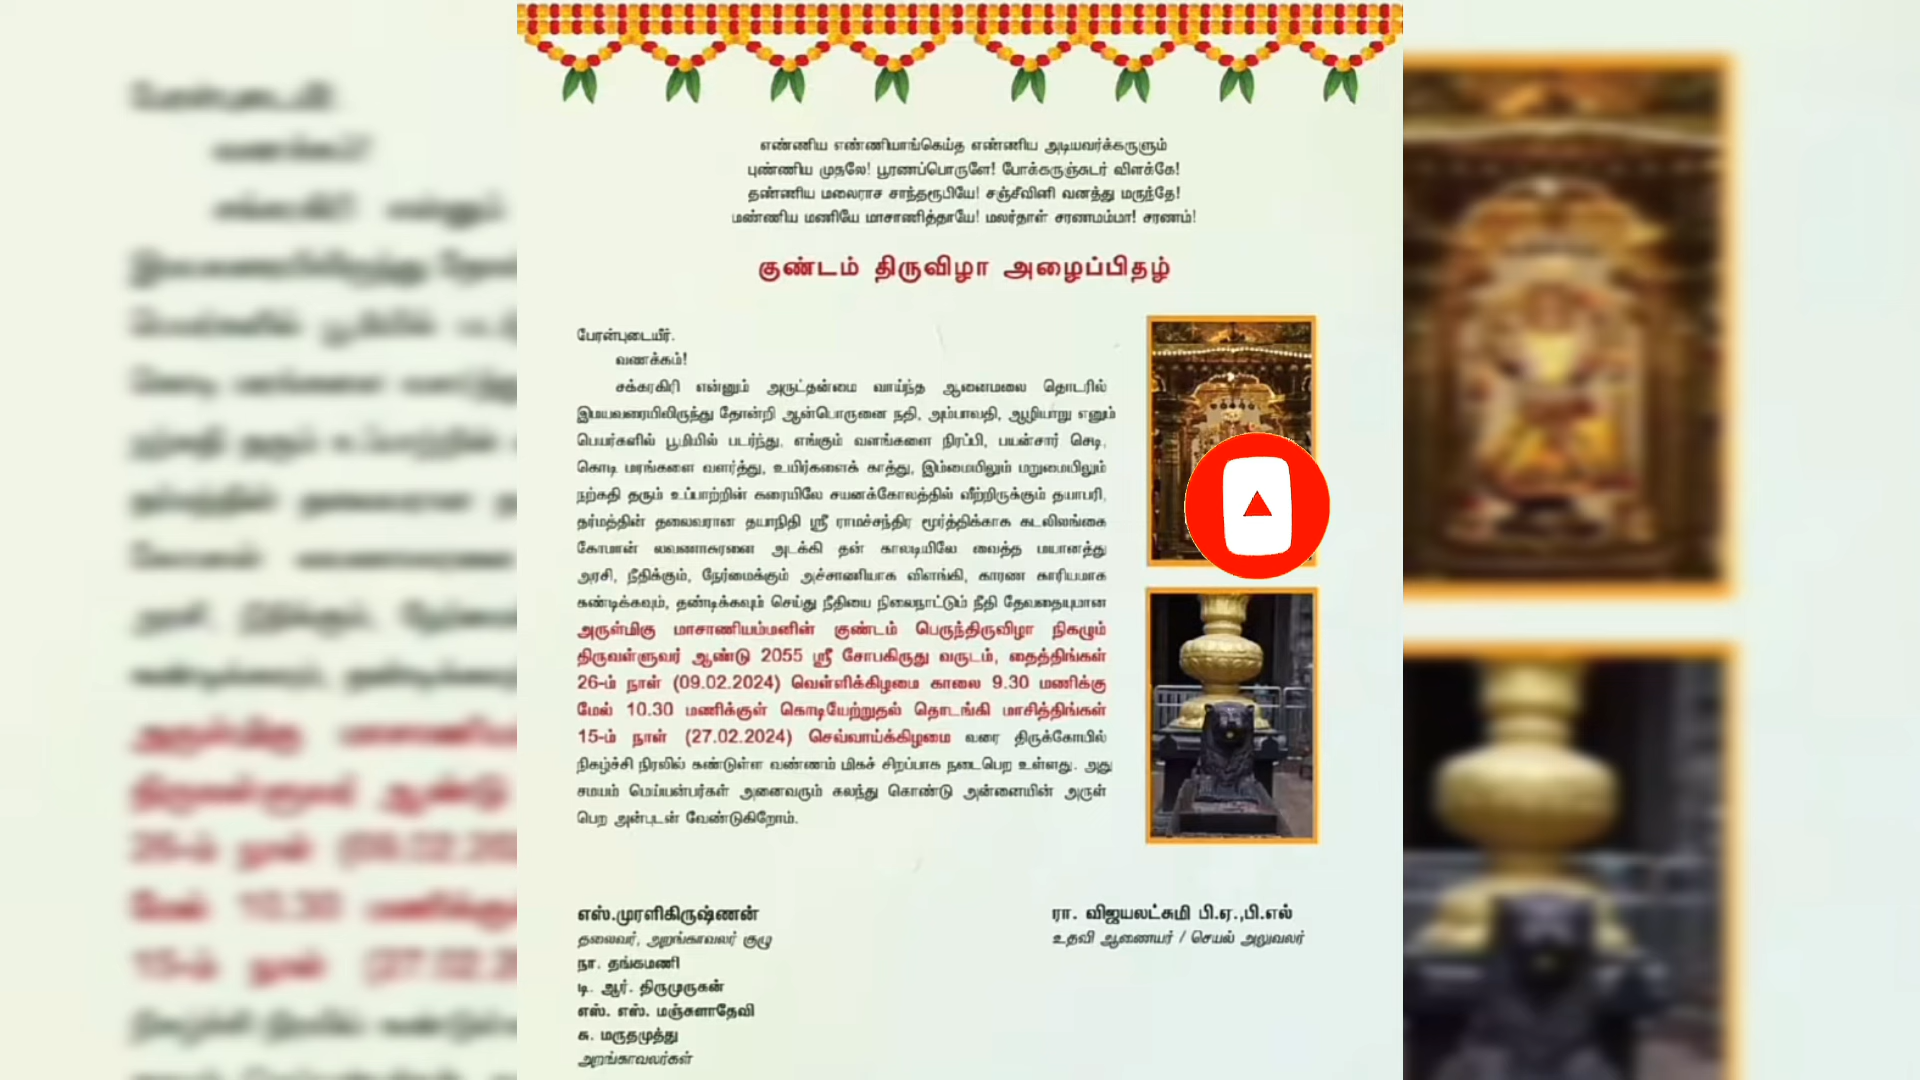 எண்ணிய எண்ணியாங்கெய்த எண்ணிய அடியவர்க்கருளும்
புண்ணிய முதலே! பூரணப்பொருளே! போக்கருஞ்சுடர் விளக்கே!
தண்ணிய மலைராச சாந்தரூபியே! சஞ்சீவினி வனத்து மருந்தே!
மண்ணிய மணியே மாசாணித்தாயே! மலர்தாள் சரணமம்மா! சரணம்!
குண்டம் திருவிழா அழைப்பிதழ்
பேரன்புடையீர்.
வணக்கம்!
சக்கரகிரி என்னும் அருட்தன்மை வாய்ந்த ஆனைமலை தொடரில்
இமயவரையிலிருந்து தோன்றி ஆன்பொருனை நதி, அம்பாவதி, ஆழியாறு எனும்
பெயர்களில் பூமியில் படர்ந்து, எங்கும் வளங்களை நிரப்பி, பயன்சார் செடி,
கொடி மரங்களை வளர்த்து, உயிர்களைக் காத்து, இம்மையிலும் மறுமையிலும்
நற்கதி தரும் உப்பாற்றின் கரையிலே சயனக்கோலத்தில் வீற்றிருக்கும் தயாபரி,
தர்மத்தின் தலைவரான தயாநிதி ஸ்ரீ ராமச்சந்திர மூர்த்திக்காக கடலிலங்கை
கோமான் லவணாசுரனை அடக்கி தன் காலடியிலே வைத்த மயானத்து
அரசி, நீதிக்கும், நேர்மைக்கும் அச்சாணியாக விளங்கி, காரண காரியமாக
கண்டிக்கவும், தண்டிக்கவும் செய்து நீதியை நிலைநாட்டும் நீதி தேவதையுமான
அருள்மிகு மாசாணியம்மனின் குண்டம் பெருந்திருவிழா நிகழும்
திருவள்ளுவர் ஆண்டு 2055 ஸ்ரீ சோபகிருது வருடம், தைத்திங்கள்
26-ம் நாள் (09.02.2024) வெள்ளிக்கிழமை காலை 9.30 மணிக்கு
மேல் 10.30 மணிக்குள் கொடியேற்றுதல் தொடங்கி மாசித்திங்கள்
15-ம் நாள் (27.02.2024) செவ்வாய்க்கிழமை வரை திருக்கோயில்
நிகழ்ச்சி நிரலில் கண்டுள்ள வண்ணம் மிகச் சிறப்பாக நடைபெற உள்ளது. அது
சமயம் மெய்யன்பர்கள் அனைவரும் கலந்து கொண்டு அன்னையின் அருள்
பெற அன்புடன் வேண்டுகிறோம்.
எஸ்.முரளிகிருஷ்ணன்
தலைவர், அறங்காவலர் குழு
நா. தங்கமணி
டி. ஆர். திருமுருகன்
எஸ். எஸ். மஞ்சுளாதேவி
சு. மருதமுத்து
அறங்காவலர்கள்
ரா. விஜயலட்சுமி பி.ஏ.,பி.எல்
உதவி ஆணையர் / செயல் அலுவலர்